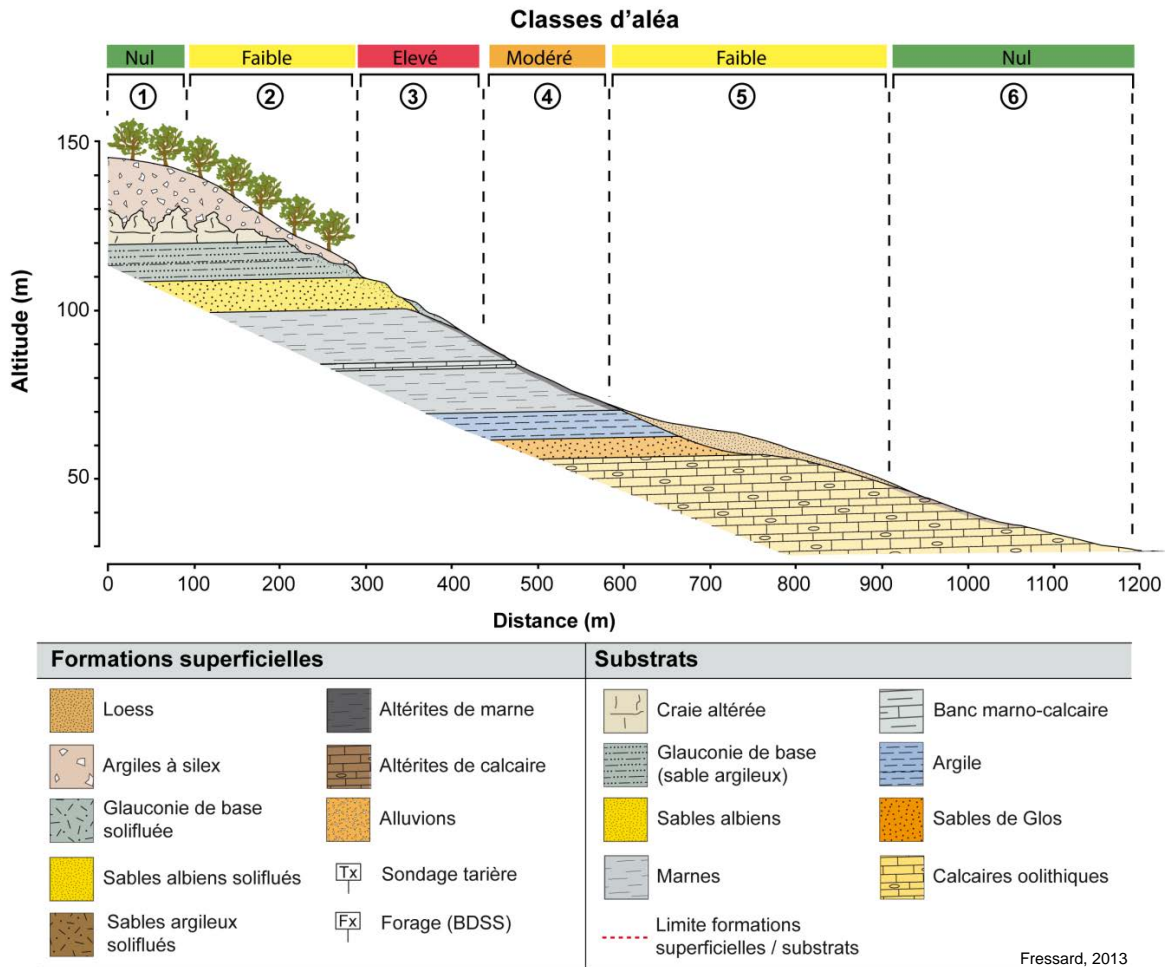 Classes d'aléa
Nul Faible Elevé Modéré Faible Nul
1 2 3 4 5 6
Altitude (m)
150
100
50
0
0 100 200 300 400 500 600 700 800 900 1000 1100 1200
Distance (m)
Formations superficielles
Loess
Argiles à silex
Glauconie de base
solifluée
Sables albiens soliflués
Sables argileux
soliflués
Altérites de marne
Altérites de calcaire
Alluvions
Tx Sondage tarière
Fx Forage (BDSS)
Substrats
Craie altérée
Glauconie de base
(sable argileux)
Sables albiens
Marnes
Limite formations
superficielles / substrats
Banc marno-calcaire
Argile
Sables de Glos
Calcaires oolithiques
Fressard, 2013